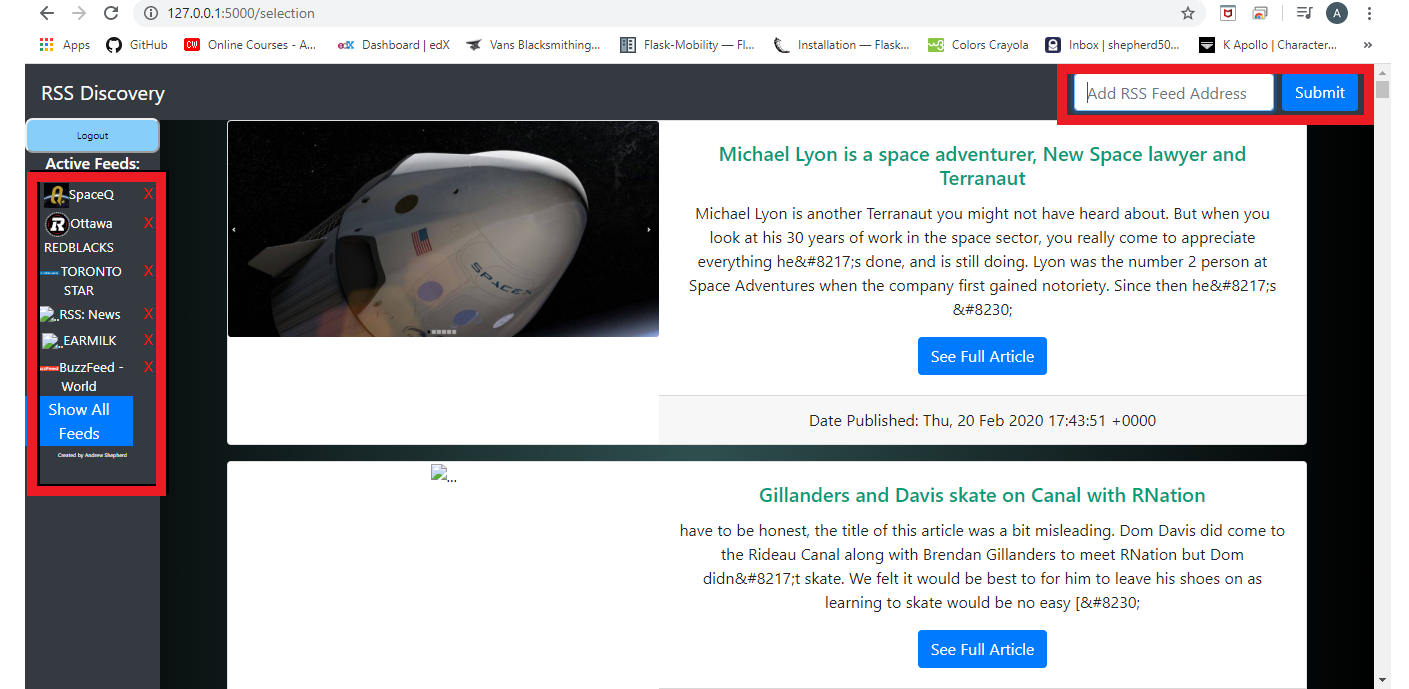 127.0.0.1:5000/selection
A
Apps
GitHub
CW
Online Courses - A...
edX
Dashboard | edX
Vans Blacksmithing...
Flask-Mobility — Fl...
Installation — Flask...
w3
Colors Crayola
Inbox | shepherd50...
K Apollo | Character...
»
RSS Discovery
Add RSS Feed Address
Submit
Logout
Active Feeds:
SpaceQ X
Ottawa X
REDBLACKS
TORONTO X
STAR
...RSS: News X
...EARMILK X
BuzzFeed - X
World
Show All
Feeds
Created by Andrew Shepherd
SPACEX
Michael Lyon is a space adventurer, New Space lawyer and
Terranaut
Michael Lyon is another Terranaut you might not have heard about. But when you
look at his 30 years of work in the space sector, you really come to appreciate
everything he&#8217;s done, and is still doing. Lyon was the number 2 person at
Space Adventures when the company first gained notoriety. Since then he&#8217;s
&#8230;
See Full Article
Date Published: Thu, 20 Feb 2020 17:43:51 +0000
...
Gillanders and Davis skate on Canal with RNation
have to be honest, the title of this article was a bit misleading. Dom Davis did come to
the Rideau Canal along with Brendan Gillanders to meet RNation but Dom
didn&#8217;t skate. We felt it would be best to for him to leave his shoes on as
learning to skate would be no easy [&#8230;
See Full Article